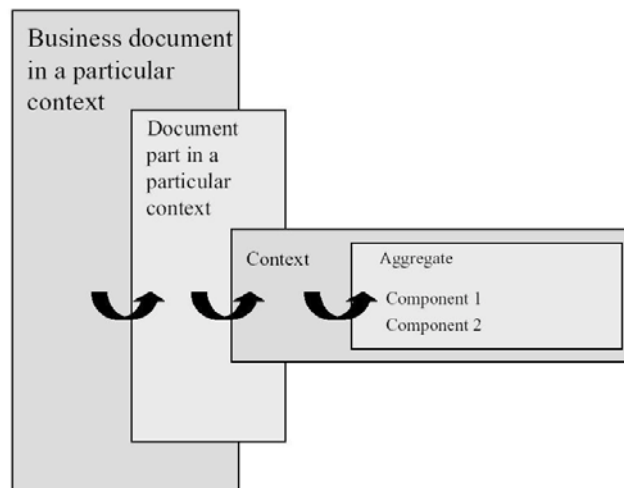 Business document
in a particular
context
Document
part in a
particular
context
Context
Aggregate
Component 1
Component 2